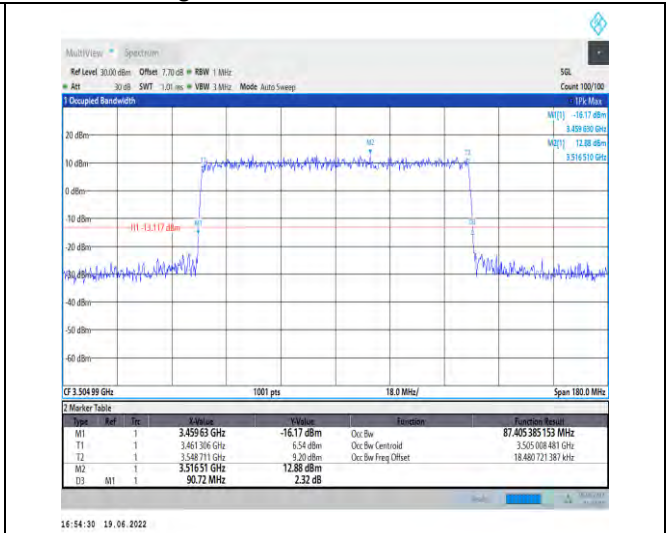 MultiView Spectrum
Ref Level 30.00 dBm Offset 7.70 dB RBW 1 MHz SGL
Att 30 dB SWT 1.01 ms VBW 3 MHz Mode Auto Sweep Count 100/100
1 Occupied Bandwidth 1Pk Max
M1[1] -16.17 dBm
3.459 630 GHz
20 dBm
M2[1] 12.88 dBm
3.516 510 GHz
M2
T2
10 dBm
0 dBm
-10 dBm
H1 -13.117 dBm
M1
D3
-40 dBm
-50 dBm
-60 dBm
CF 3.504 99 GHz 1001 pts 18.0 MHz/ Span 180.0 MHz
2 Marker Table
Type Ref Trc X-Value Y-Value Function Function Result
M1 1 3.459 63 GHz -16.17 dBm Occ Bw 87.405 385 153 MHz
T1 1 3.461 306 GHz 6.54 dBm Occ Bw Centroid 3.505 008 481 GHz
T2 1 3.548 711 GHz 9.20 dBm Occ Bw Freq Offset 18.480 721 387 kHz
M2 1 3.516 51 GHz 12.88 dBm
D3 M1 1 90.72 MHz 2.32 dB
16:54:30 19.06.2022